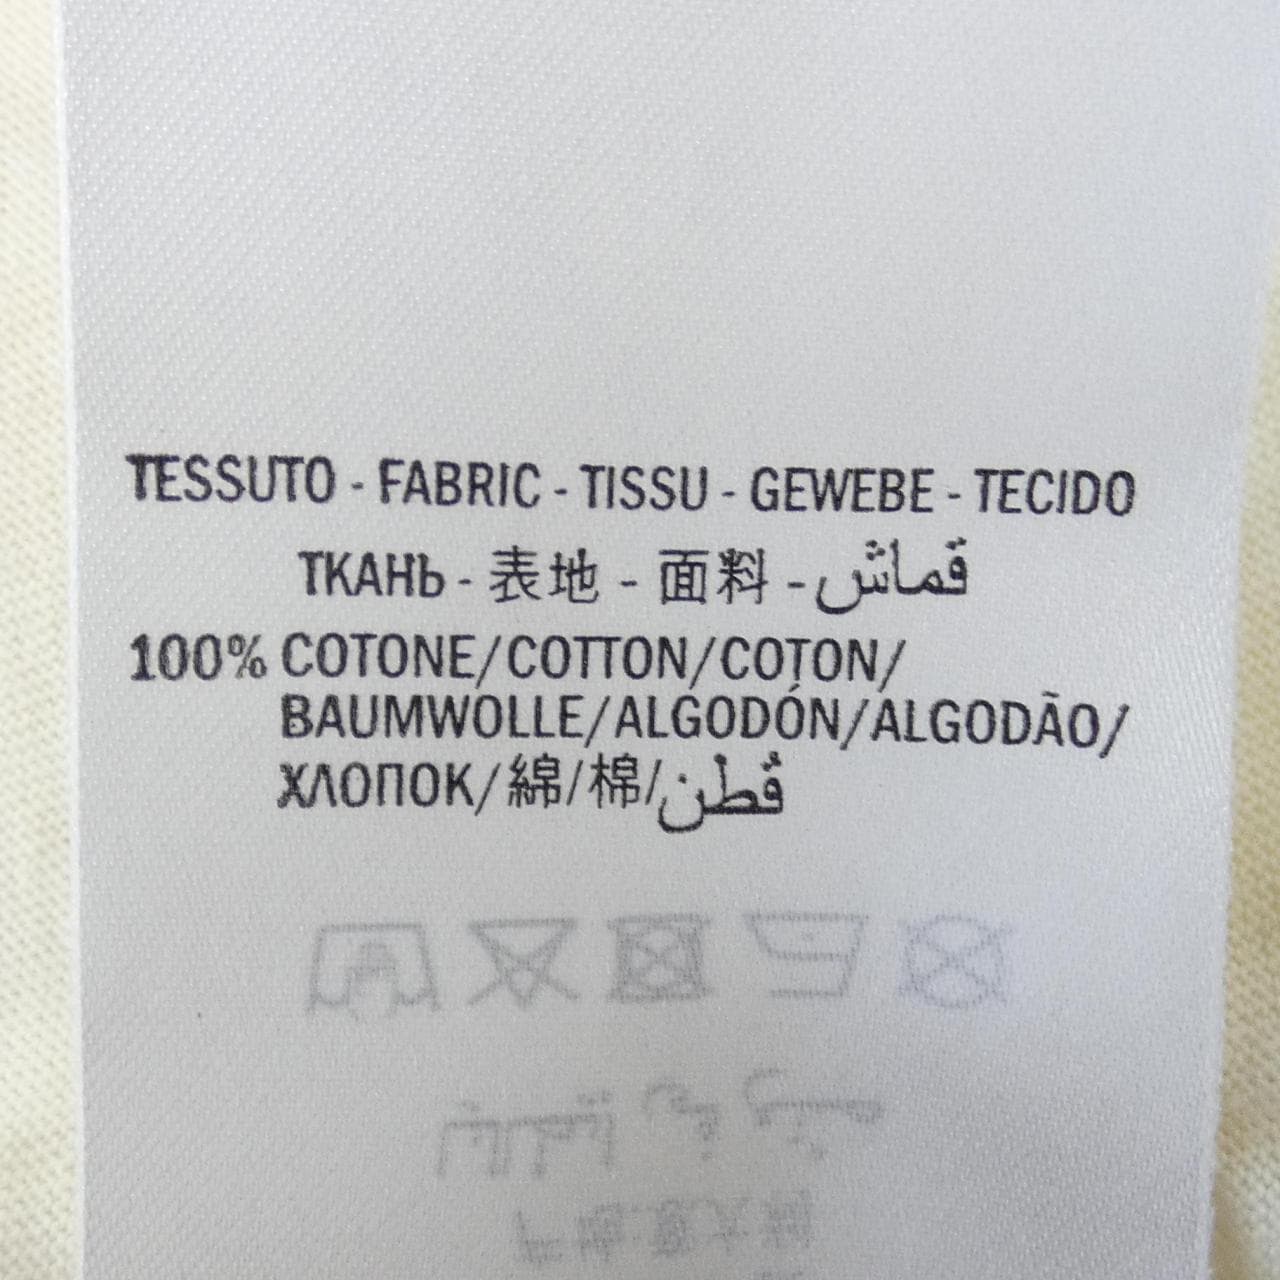 TESSUTO - FABRIC - TISSU - GEWEBE - TECIDO
ТКАНЬ - 表地 - 面料 - قماش
100% COTONE/COTTON/COTON/
BAUMWOLLE/ALGODÓN/ALGODÃO/
ХЛОПОК/綿/棉/قطن